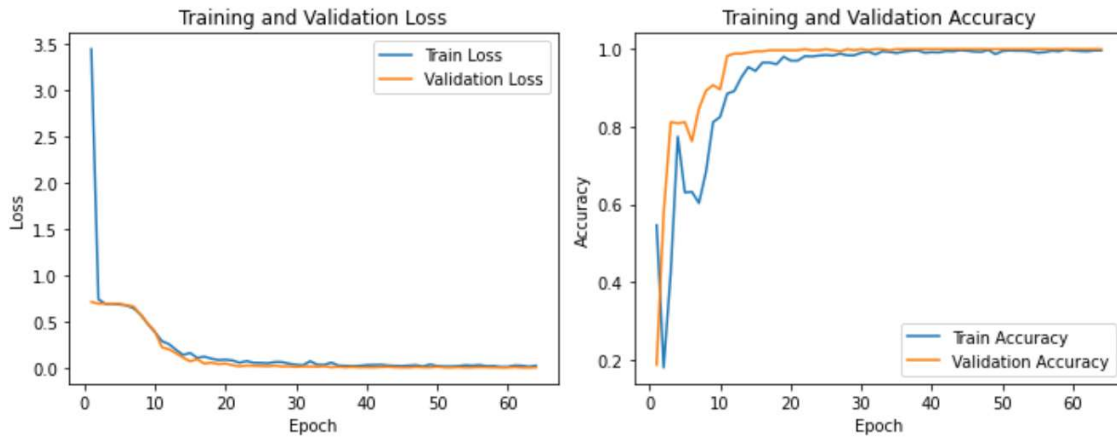 Training and Validation Loss
3.5
3.0
2.5
2.0
1.5
1.0
0.5
0.0
Loss
Train Loss
Validation Loss
0 10 20 30 40 50 60
Epoch
Training and Validation Accuracy
1.0
0.8
0.6
0.4
0.2
Accuracy
Train Accuracy
Validation Accuracy
0 10 20 30 40 50 60
Epoch